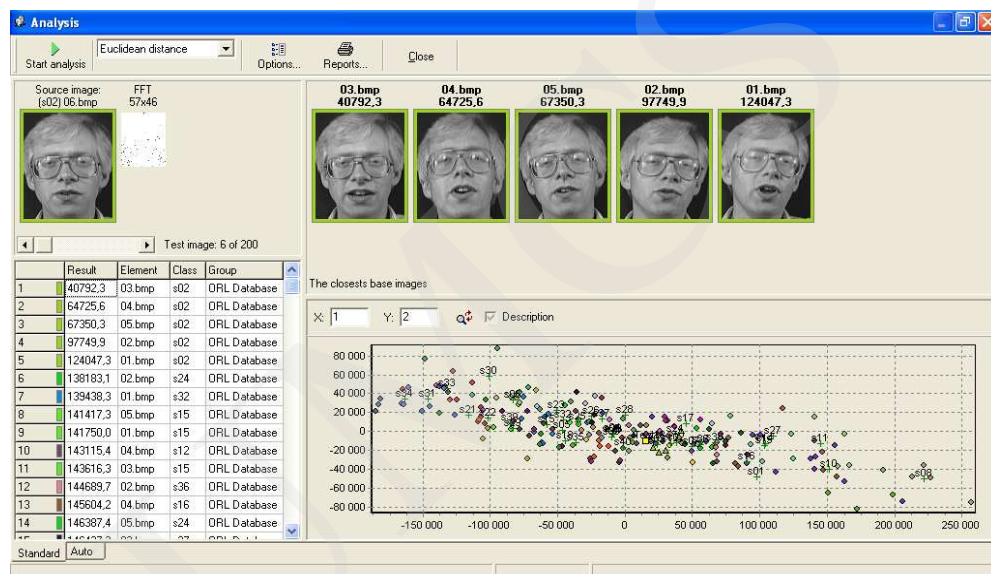 Analysis
Start analysis
Euclidean distance
Options...
Reports...
Close
Source image:
(s02) 06.bmp
FFT
57x46
Test image: 6 of 200
Result Element Class Group
1 40792,3 03.bmp s02 ORL Database
2 64725,6 04.bmp s02 ORL Database
3 67350,3 05.bmp s02 ORL Database
4 97749,9 02.bmp s02 ORL Database
5 124047,3 01.bmp s02 ORL Database
6 138183,1 02.bmp s24 ORL Database
7 139438,3 01.bmp s32 ORL Database
8 141417,3 05.bmp s15 ORL Database
9 141750,0 01.bmp s15 ORL Database
10 143115,4 04.bmp s12 ORL Database
11 143616,3 03.bmp s15 ORL Database
12 144689,7 02.bmp s36 ORL Database
13 145604,2 04.bmp s16 ORL Database
14 146387,4 05.bmp s24 ORL Database
Standard Auto
03.bmp 04.bmp 05.bmp 02.bmp 01.bmp
40792,3 64725,6 67350,3 97749,9 124047,3
The closests base images
X: 1 Y: 2 Description
80 000
60 000
40 000
20 000
0
-20 000
-40 000
-60 000
-80 000
s30
s33
s34 s31
s21
s28
s17
s27
s11
s10
s08
s01
-150 000 -100 000 -50 000 0 50 000 100 000 150 000 200 000 250 000